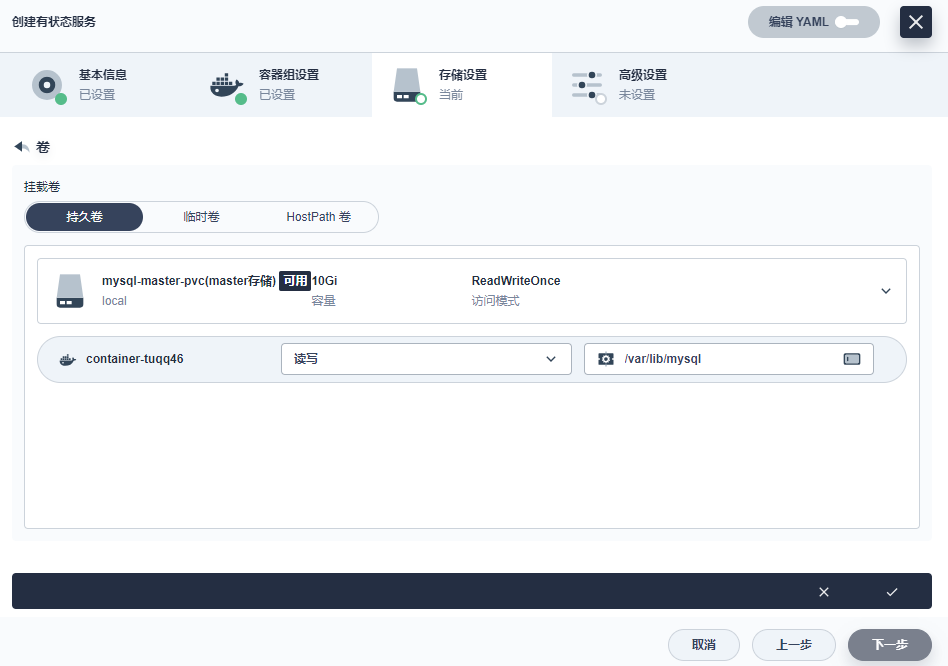 创建有状态服务
编辑 YAML
基本信息
已设置
容器组设置
已设置
存储设置
当前
高级设置
未设置
卷
挂载卷
持久卷 临时卷 HostPath 卷
mysql-master-pvc(master存储) 可用 10Gi ReadWriteOnce
local 容量 访问模式
container-tuqq46 读写 /var/lib/mysql
取消 上一步 下一步